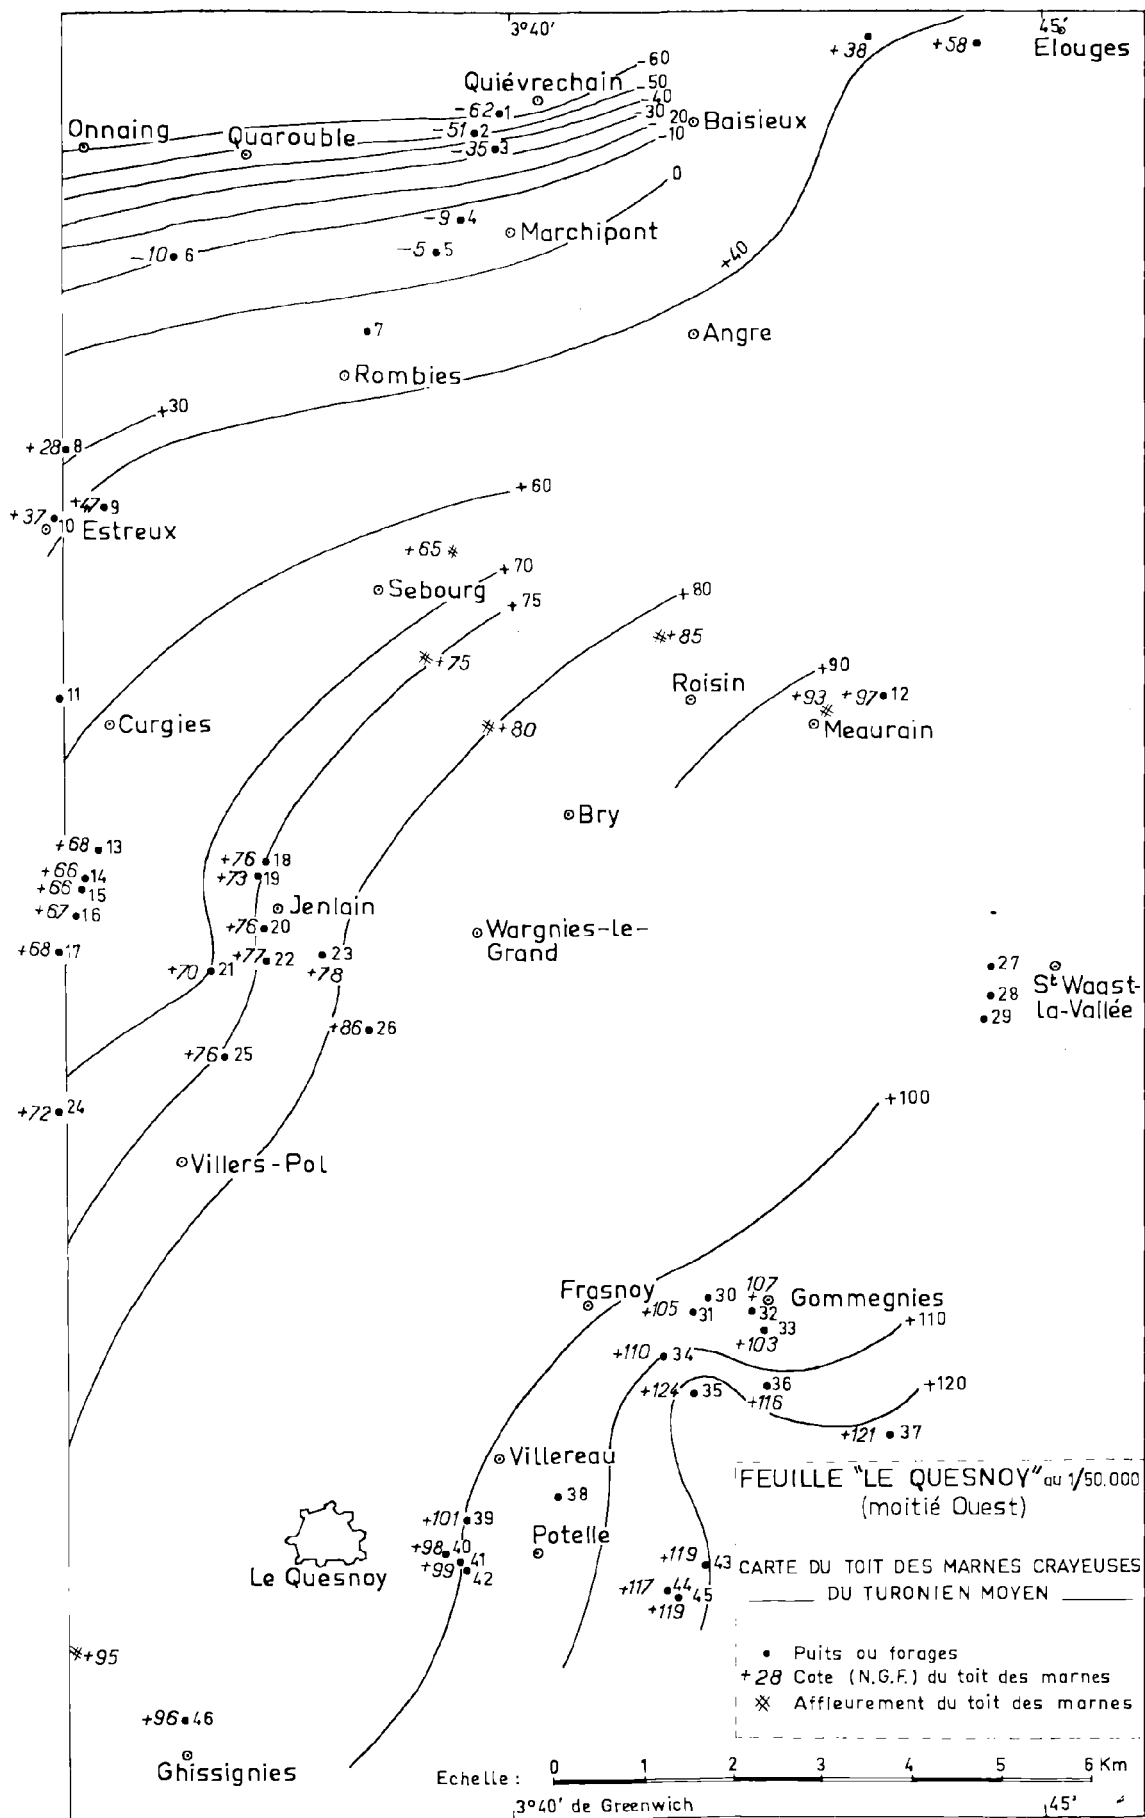 3°40'
45'
+38
+58
Elouges
-60
Quiévrechain
-50
-62 1
-40
Onnaing
-51 2
-30
Quarouble
-20
Baisieux
-35 3
-10
0
-9 4
Marchipont
-10 6
-5 5
+40
7
Angre
Rombies
+30
+28 8
+60
+47 9
+37 10
Estreux
+65
+70
Sebourg
+75
+80
+85
+75
+90
11
Roisin
+93 +97 12
Curgies
+80
Meaurain
Bry
+68 13
+76 18
+66 14
+73 19
+66 15
Jenlain
+67 16
+76 20
Wargnies-le-
Grand
+68 17
+77 22
23
+78
27
+70 21
St Waast-
la-Vallée
28
29
+86 26
+76 25
+72 24
+100
Villers-Pol
Frasnoy
30
+107
Gommegnies
+105 31
32
33
+103
+110
+110 34
+124 35
36
+116
+120
+121 37
Villereau
FEUILLE "LE QUESNOY" au 1/50.000
(moitié Ouest)
38
+101 39
Potelle
+98 40
+99 41
42
Le Quesnoy
+119 43
CARTE DU TOIT DES MARNES CRAYEUSES
DU TURONIEN MOYEN
+117 44
45
+119
+95
Puits ou forages
+28 Cote (N.G.F.) du toit des marnes
Affleurement du toit des marnes
+96 46
Ghissignies
Echelle : 0 1 2 3 4 5 6 Km
3°40' de Greenwich
45'